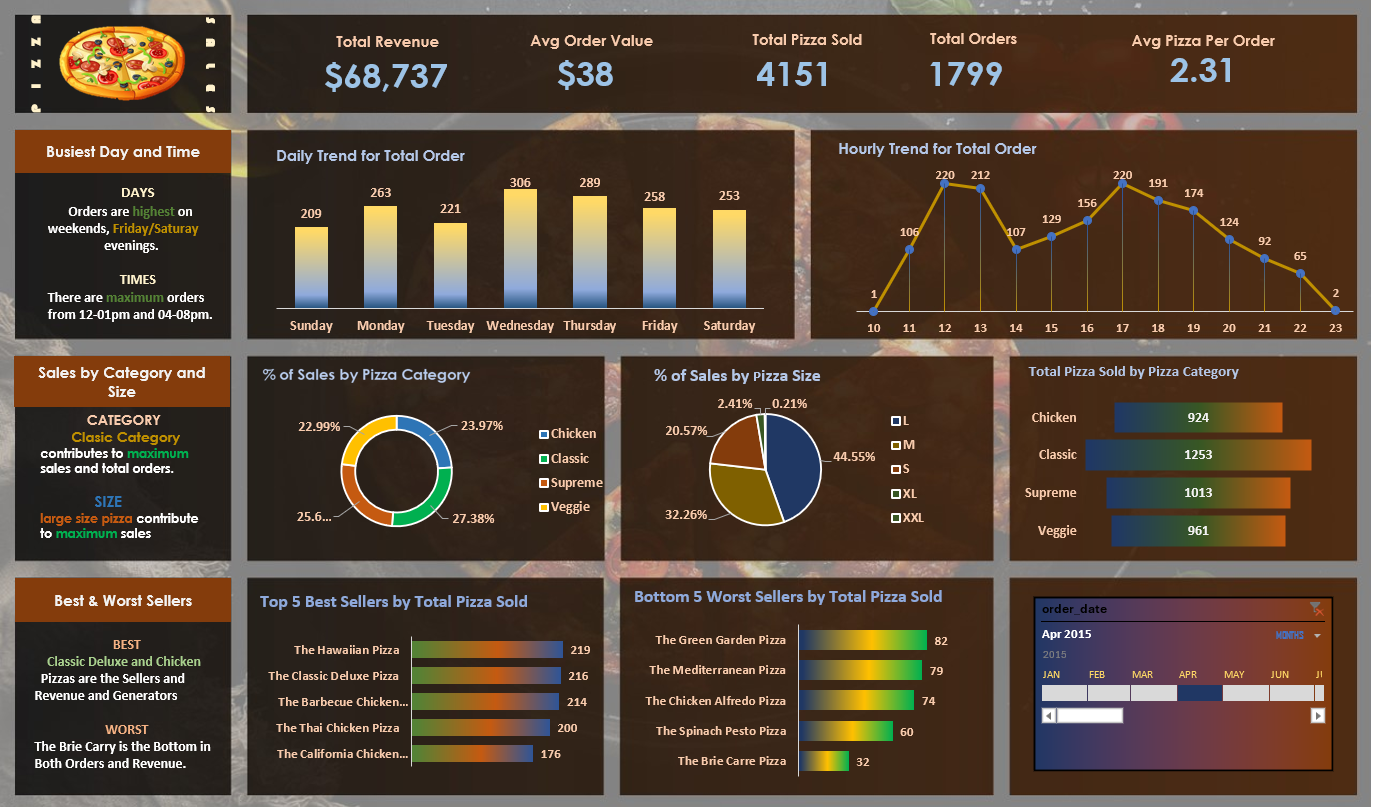 PIZZA
SALES
Total Revenue
$68,737
Avg Order Value
$38
Total Pizza Sold
4151
Total Orders
1799
Avg Pizza Per Order
2.31
Busiest Day and Time
DAYS
Orders are highest on
weekends, Friday/Saturay
evenings.
TIMES
There are maximum orders
from 12-01pm and 04-08pm.
Daily Trend for Total Order
209 263 221 306 289 258 253
Sunday Monday Tuesday Wednesday Thursday Friday Saturday
Hourly Trend for Total Order
1 106 220 212 107 129 156 220 191 174 124 92 65 2
10 11 12 13 14 15 16 17 18 19 20 21 22 23
Sales by Category and
Size
CATEGORY
Clasic Category
contributes to maximum
sales and total orders.
SIZE
large size pizza contribute
to maximum sales
% of Sales by Pizza Category
22.99%
23.97%
25.6...
27.38%
Chicken
Classic
Supreme
Veggie
% of Sales by Pizza Size
2.41%
0.21%
20.57%
44.55%
32.26%
L
M
S
XL
XXL
Total Pizza Sold by Pizza Category
Chicken 924
Classic 1253
Supreme 1013
Veggie 961
Best & Worst Sellers
BEST
Classic Deluxe and Chicken
Pizzas are the Sellers and
Revenue and Generators
WORST
The Brie Carry is the Bottom in
Both Orders and Revenue.
Top 5 Best Sellers by Total Pizza Sold
The Hawaiian Pizza 219
The Classic Deluxe Pizza 216
The Barbecue Chicken... 214
The Thai Chicken Pizza 200
The California Chicken... 176
Bottom 5 Worst Sellers by Total Pizza Sold
The Green Garden Pizza 82
The Mediterranean Pizza 79
The Chicken Alfredo Pizza 74
The Spinach Pesto Pizza 60
The Brie Carre Pizza 32
order_date
Apr 2015
MONTHS
2015
JAN FEB MAR APR MAY JUN